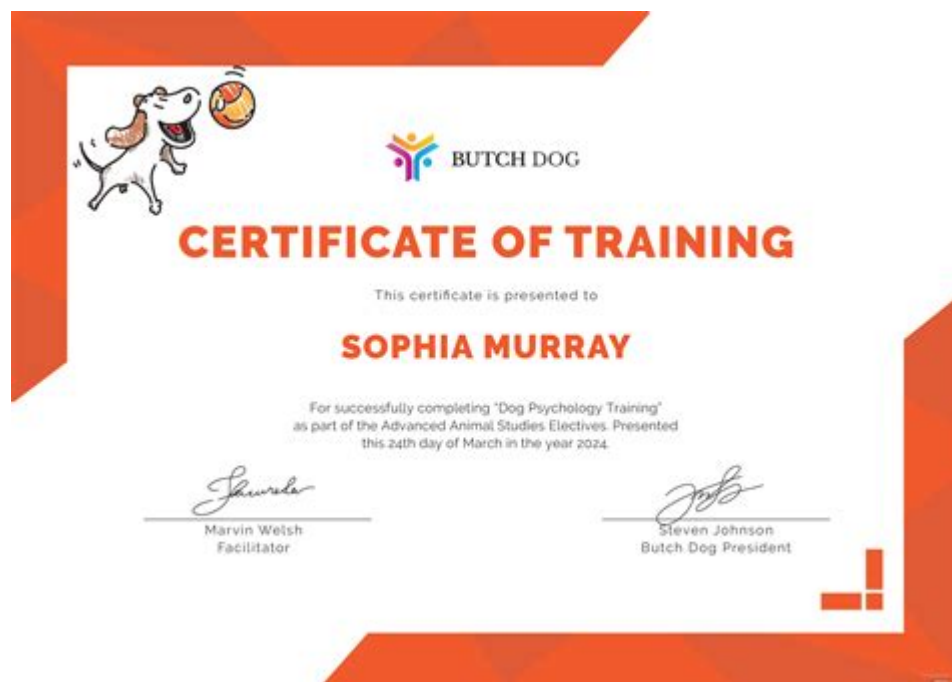 BUTCH DOG
CERTIFICATE OF TRAINING
This certificate is presented to
SOPHIA MURRAY
For successfully completing "Dog Psychology Training"
as part of the Advanced Animal Studies Electives. Presented
this 24th day of March in the year 2024.
Marvin Welsh
Facilitator
Steven Johnson
Butch Dog President